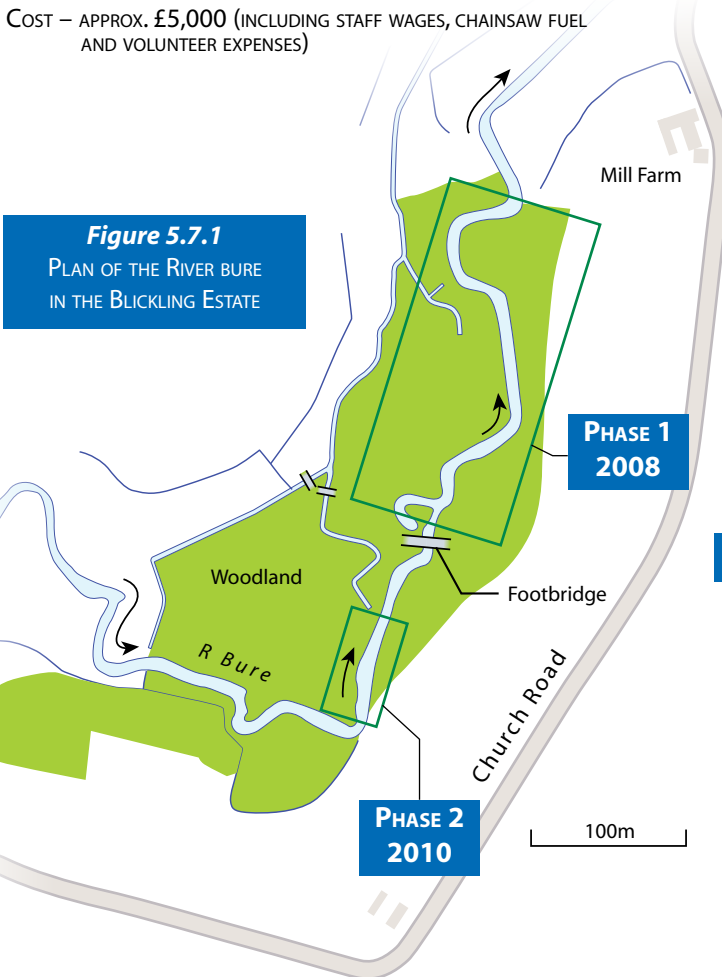 COST – APPROX. £5,000 (INCLUDING STAFF WAGES, CHAINSAW FUEL
AND VOLUNTEER EXPENSES)
Mill Farm
Figure 5.7.1
PLAN OF THE RIVER BURE
IN THE BLICKLING ESTATE
PHASE 1
2008
Woodland
Footbridge
R Bure
Church Road
PHASE 2
2010
100m